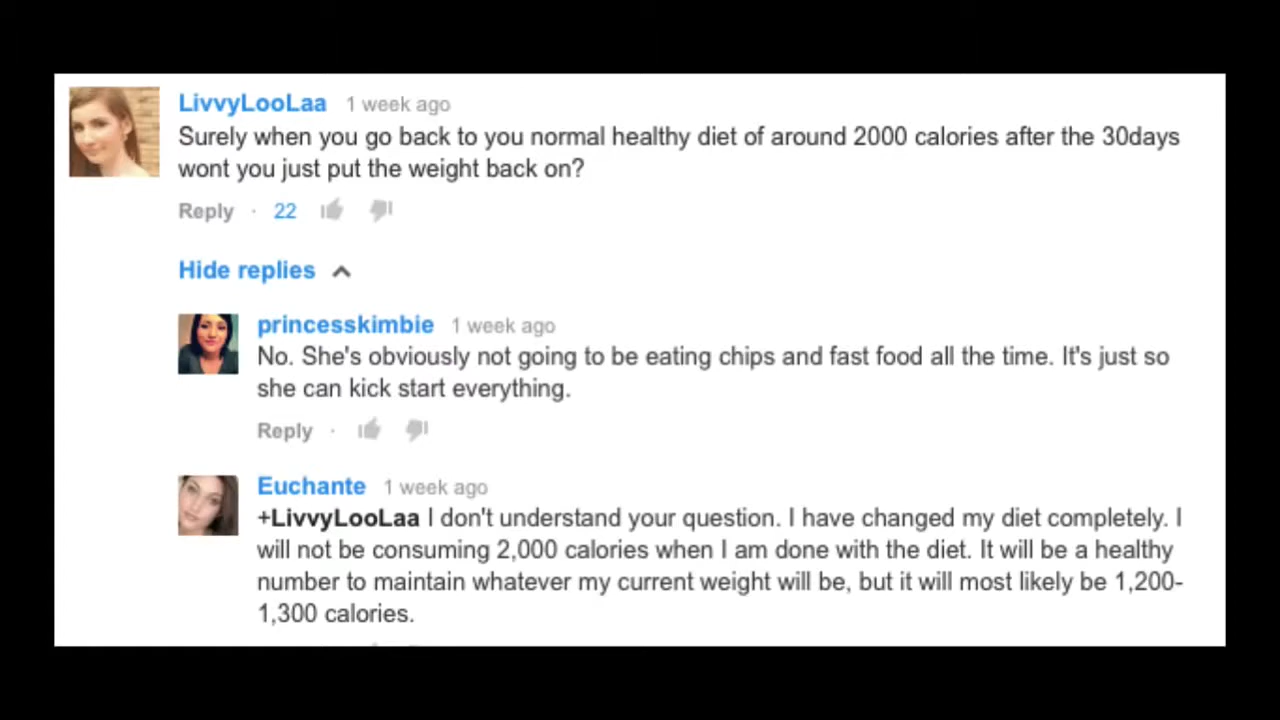 LivvyLooLaa 1 week ago
Surely when you go back to you normal healthy diet of around 2000 calories after the 30days
wont you just put the weight back on?
Reply · 22
Hide replies
princesskimbie 1 week ago
No. She's obviously not going to be eating chips and fast food all the time. It's just so
she can kick start everything.
Reply ·
Euchante 1 week ago
+LivvyLooLaa I don't understand your question. I have changed my diet completely. I
will not be consuming 2,000 calories when I am done with the diet. It will be a healthy
number to maintain whatever my current weight will be, but it will most likely be 1,200-
1,300 calories.